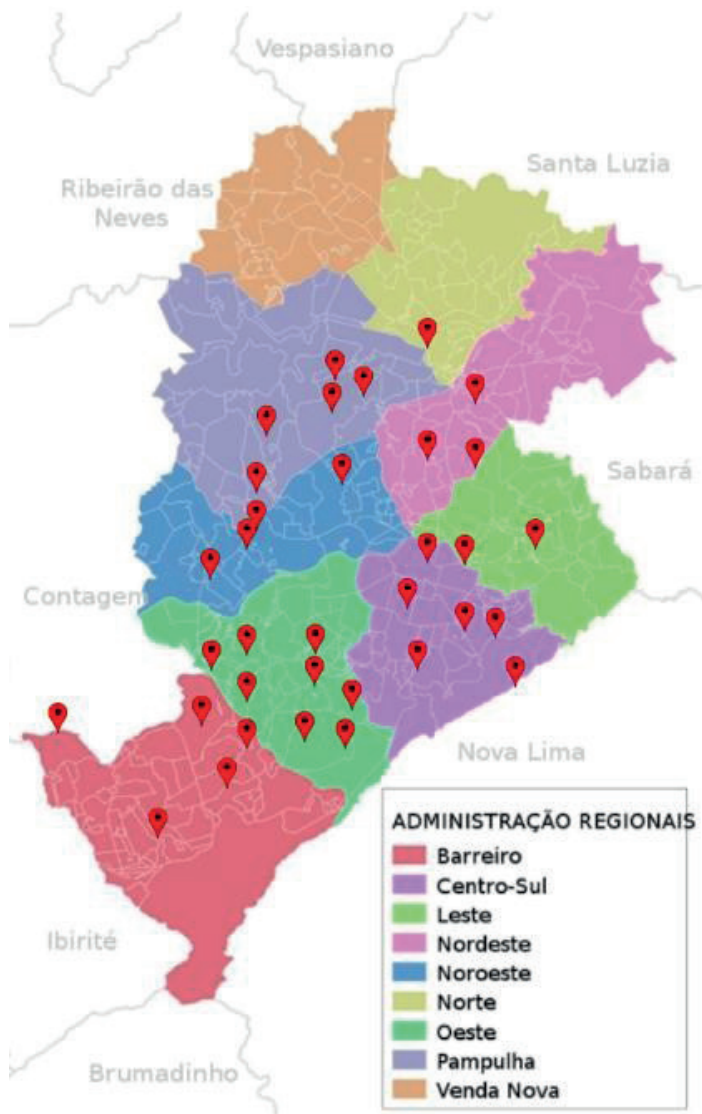 Vespasiano
Santa Luzia
Ribeirão das
Neves
Sabará
Contagem
Nova Lima
ADMINISTRAÇÃO REGIONAIS
Barreiro
Centro-Sul
Leste
Nordeste
Noroeste
Norte
Oeste
Pampulha
Venda Nova
Ibirité
Brumadinho